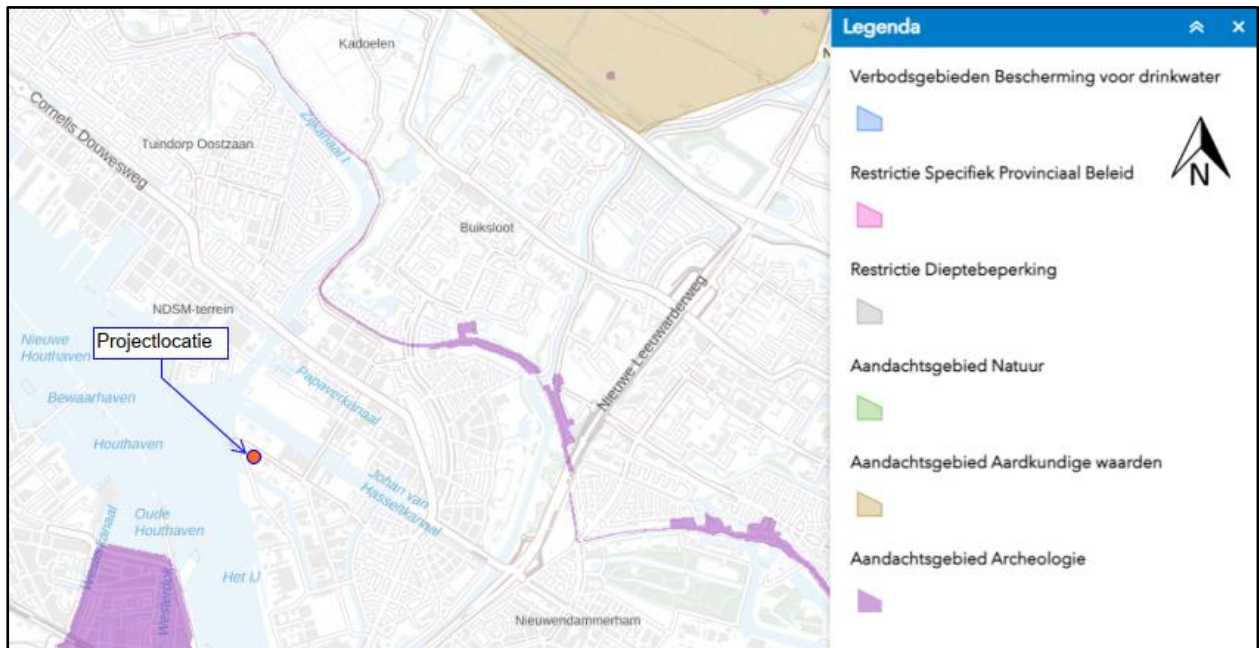 Kadoelen
N
Cornelis Douwesweg
Zijkanaal I
Tuindorp Oostzaan
Buiksloot
NDSM-terrein
Nieuwe Leeuwarderweg
Nieuwe
Houthaven
Projectlocatie
Bewaarhaven
Papaverkanaal
Houthaven
Johan van
Hasseltkanaal
Oude
Houthaven
Westerkanaal
Het IJ
Westerdok
Nieuwendammerham
Legenda
Verbodsgebieden Bescherming voor drinkwater
N
Restrictie Specifiek Provinciaal Beleid
Restrictie Dieptebeperking
Aandachtsgebied Natuur
Aandachtsgebied Aardkundige waarden
Aandachtsgebied Archeologie